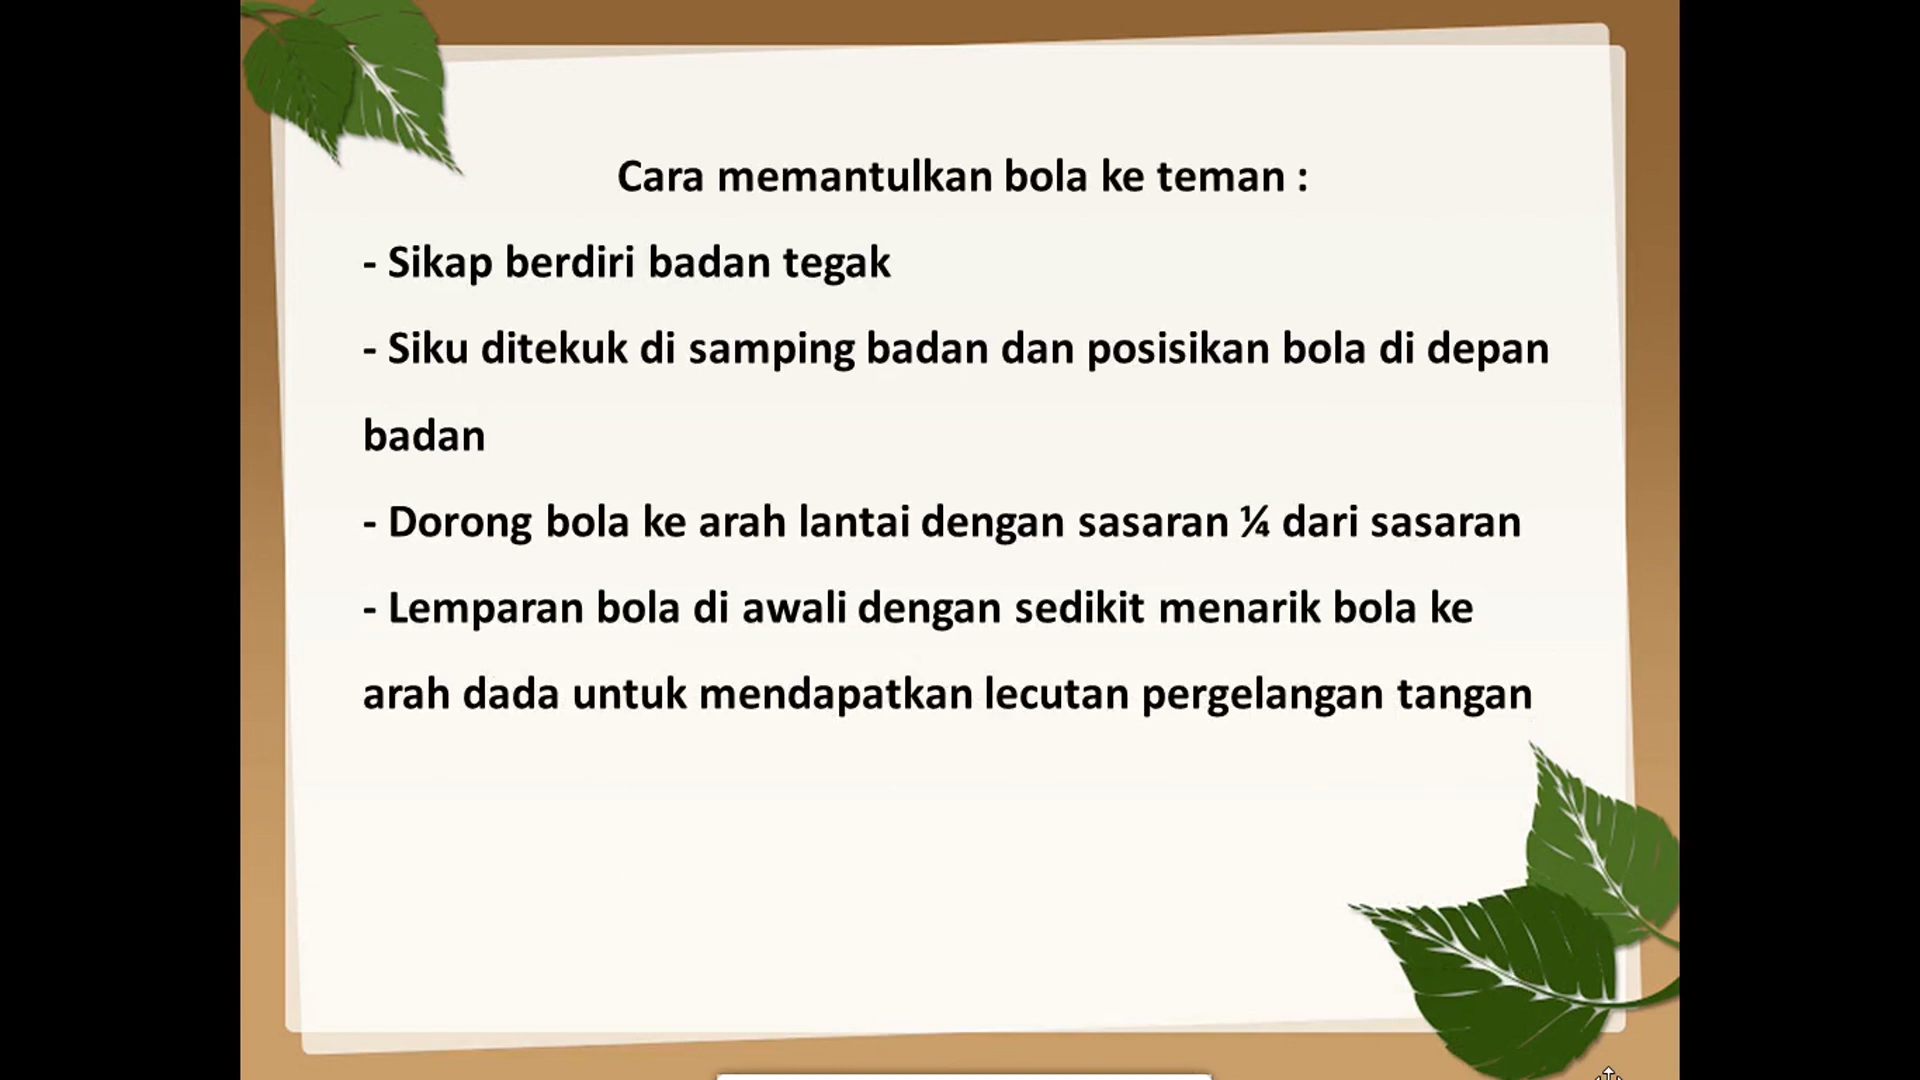 Cara memantulkan bola ke teman :
- Sikap berdiri badan tegak
- Siku ditekuk di samping badan dan posisikan bola di depan
badan
- Dorong bola ke arah lantai dengan sasaran ¼ dari sasaran
- Lemparan bola di awali dengan sedikit menarik bola ke
arah dada untuk mendapatkan lecutan pergelangan tangan